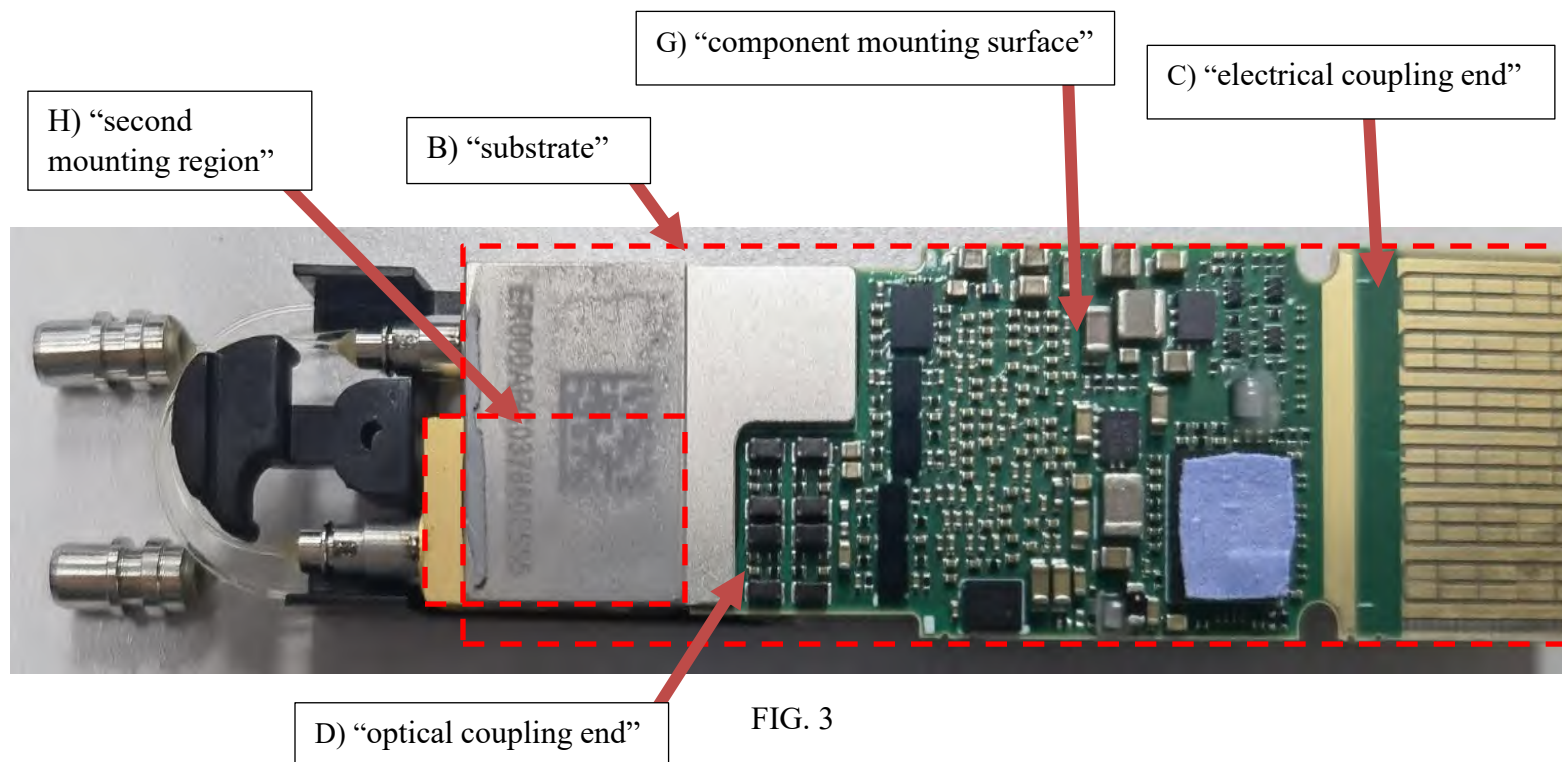 G) “component mounting surface”
C) “electrical coupling end”
H) “second
mounting region”
B) “substrate”
D) “optical coupling end”
FIG. 3